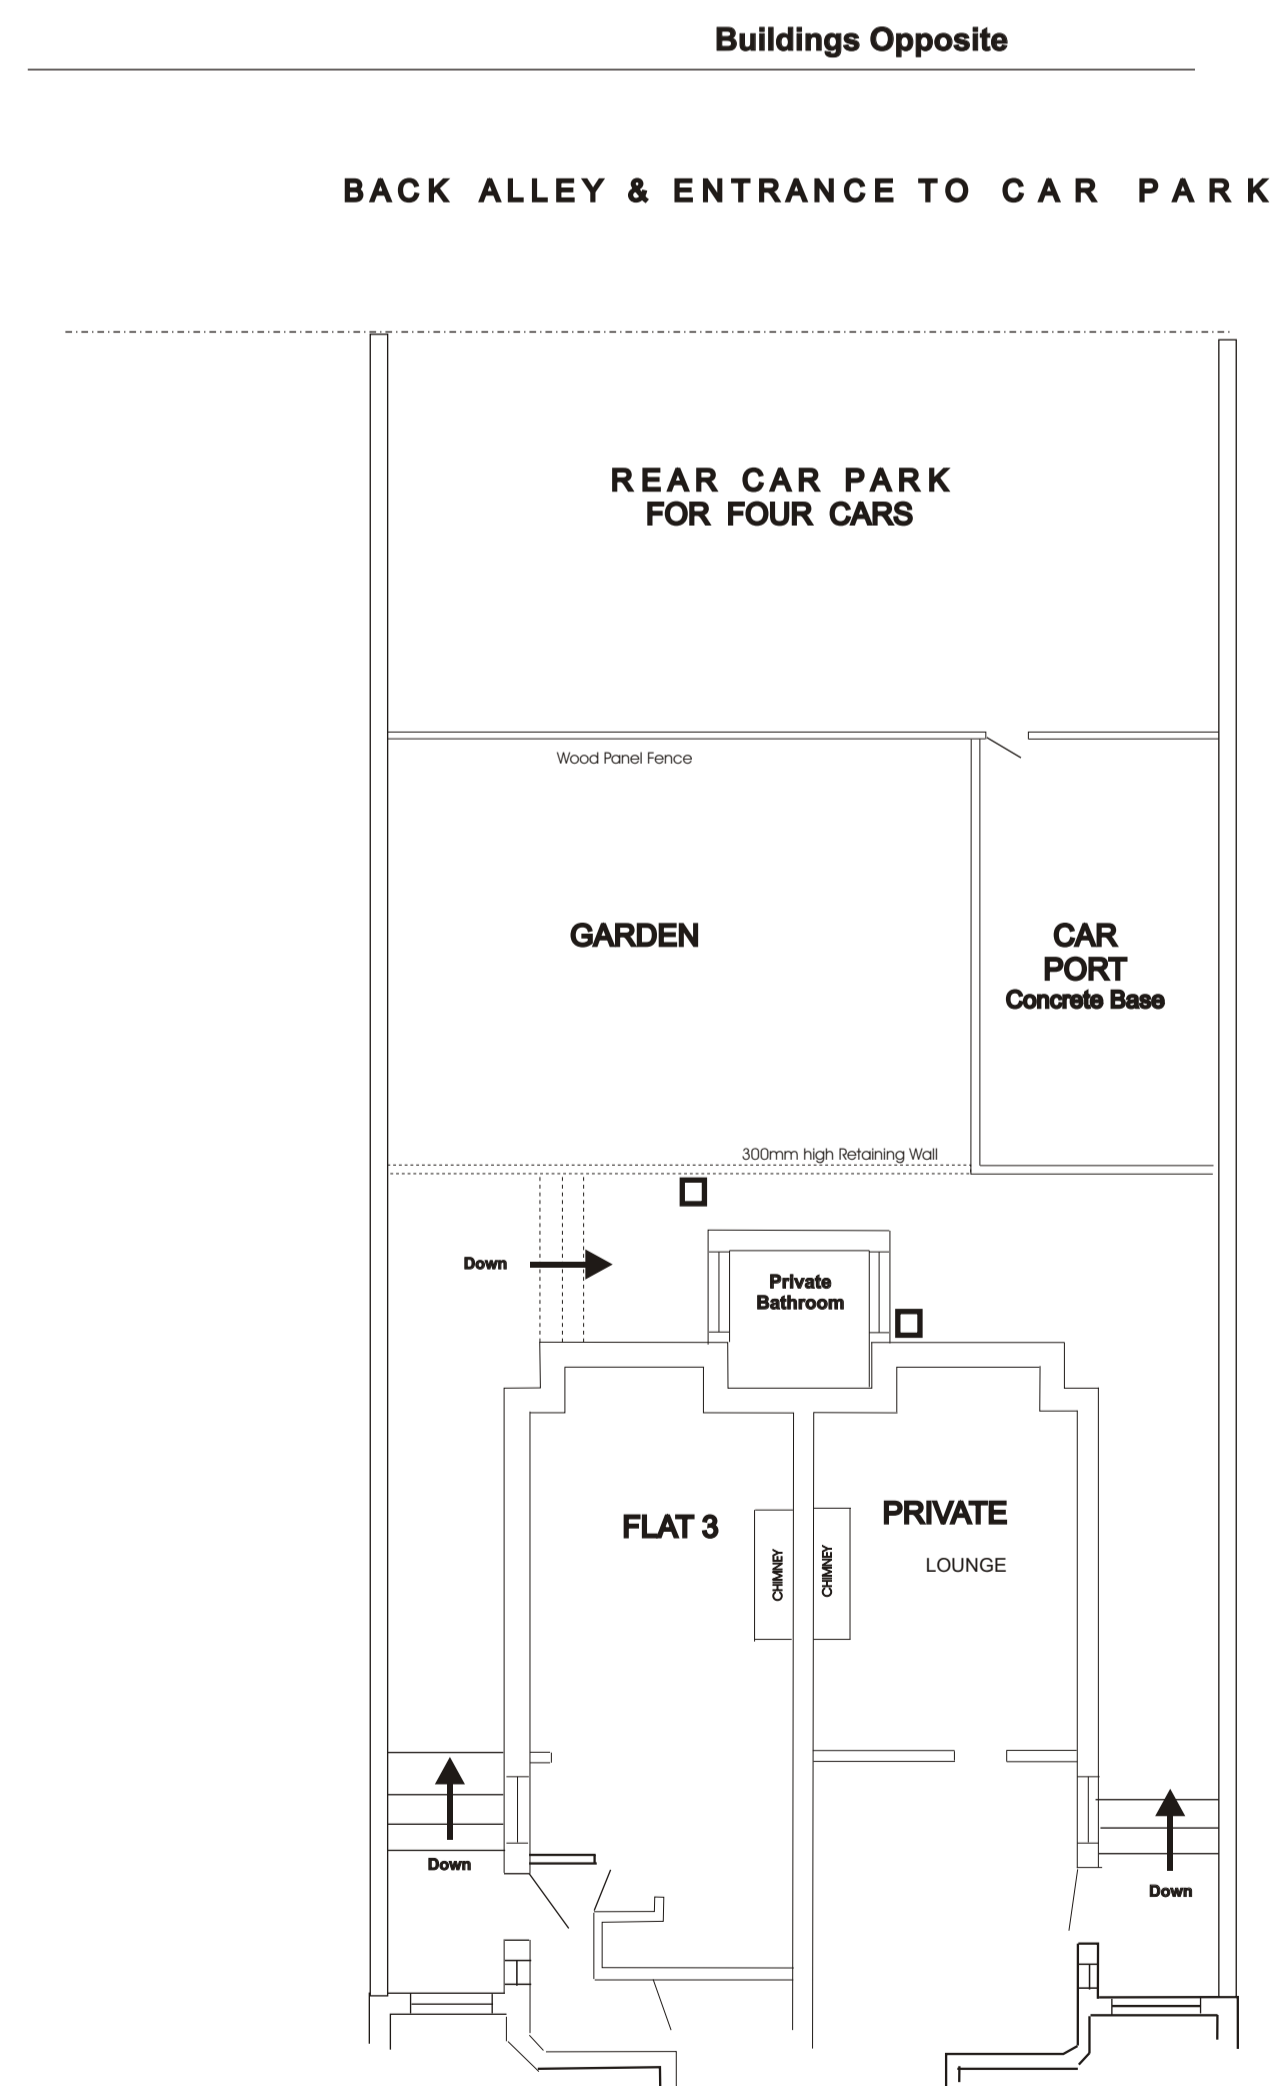 Buildings Opposite
BACK ALLEY & ENTRANCE TO CAR PARK
REAR CAR PARK
FOR FOUR CARS
Wood Panel Fence
GARDEN
CAR
PORT
Concrete Base
300mm high Retaining Wall
Down
Private
Bathroom
FLAT 3
PRIVATE
LOUNGE
CHIMNEY
CHIMNEY
Down
Down